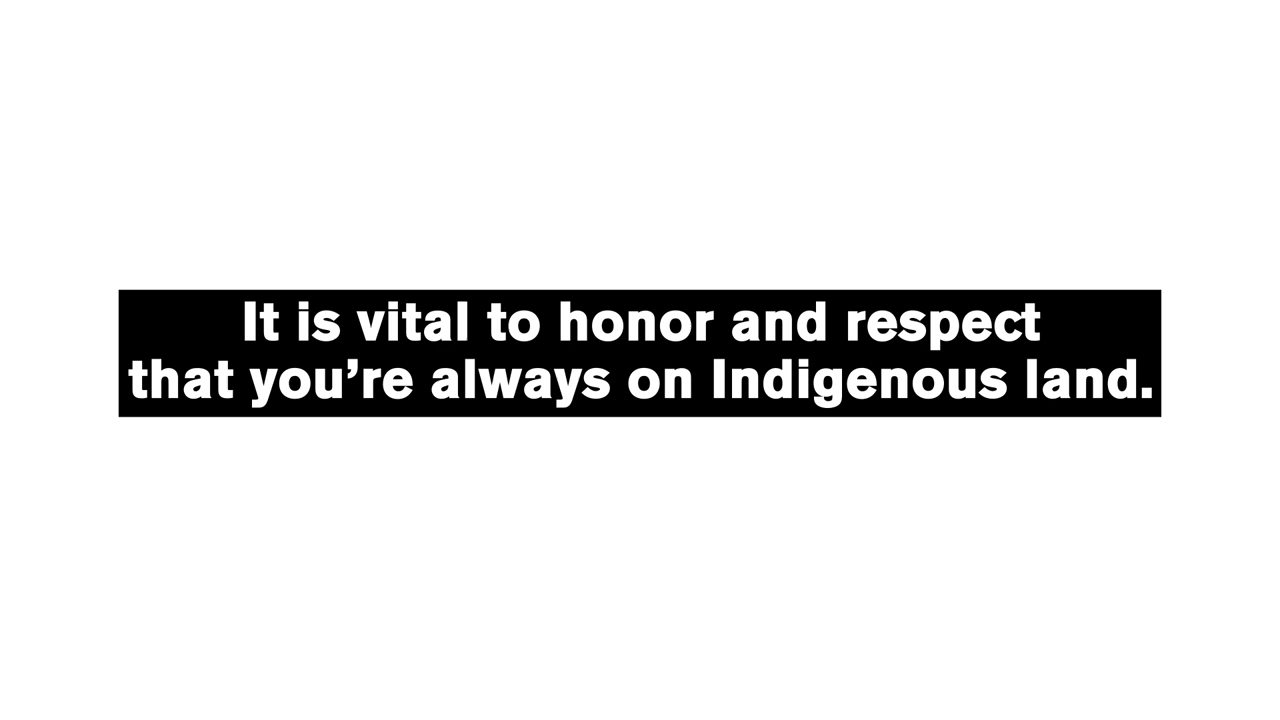 It is vital to honor and respect
that you’re always on Indigenous land.